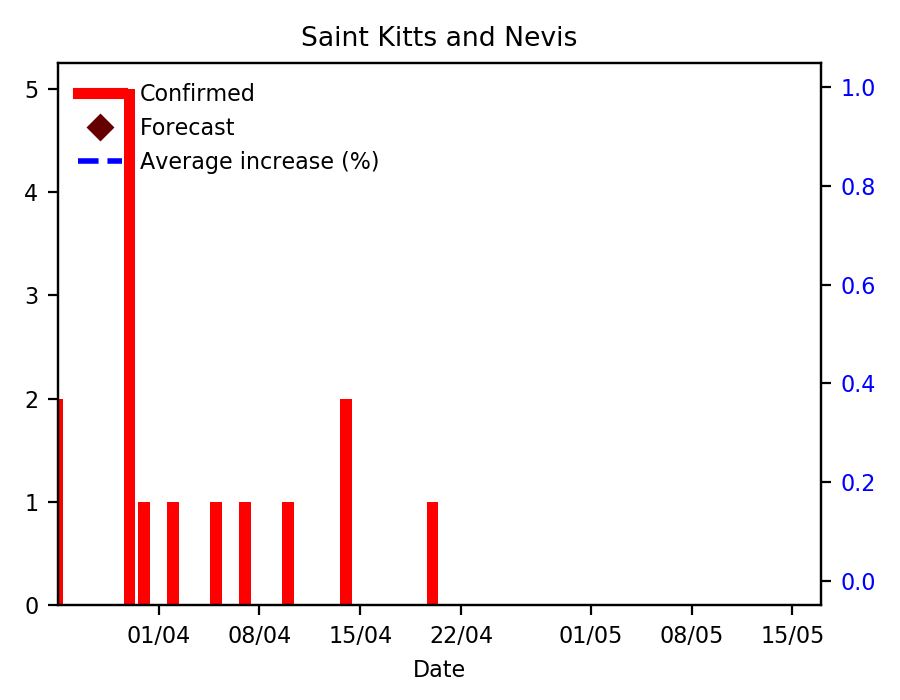 Saint Kitts and Nevis
Confirmed
Forecast
Average increase (%)
5
4
3
2
1
0
1.0
0.8
0.6
0.4
0.2
0.0
01/04 08/04 15/04 22/04 01/05 08/05 15/05
Date